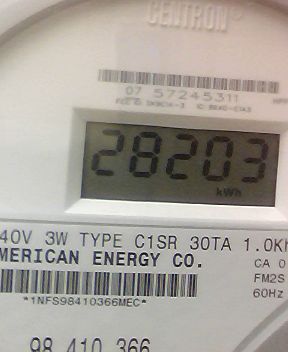 CENTRON®
07 57245311
28203
kWh
40V 3W TYPE C1SR 30TA 1.0Kh
MERICAN ENERGY CO.
CA 0
FM2S
60Hz
*1NFS98410366MEC*
98 410 366